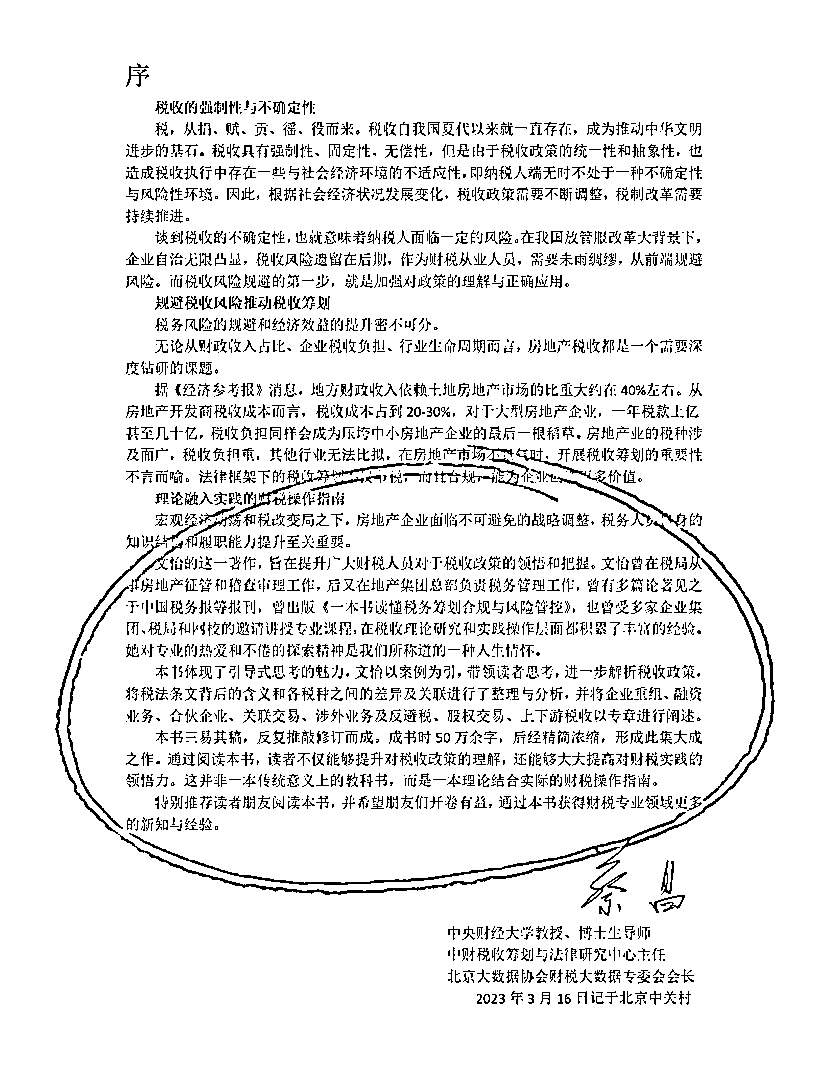 序
税收的强制性与不确定性
税，从捐、赋、贡、徭、役而来。税收自我国夏代以来就一直存在，成为推动中华文明
进步的基石。税收具有强制性、固定性、无偿性，但是由于税收政策的统一性和抽象性，也
造成税收执行中存在一些与社会经济环境的不适应性，即纳税人端无时不处于一种不确定性
与风险性环境。因此，根据社会经济状况发展变化，税收政策需要不断调整，税制改革需要
持续推进。
谈到税收的不确定性，也就意味着纳税人面临一定的风险。在我国放管服改革大背景下，
企业自治无限凸显，税收风险遗留在后期，作为财税从业人员，需要未雨绸缪，从前端规避
风险。而税收风险规避的第一步，就是加强对政策的理解与正确应用。
规避税收风险推动税收筹划
税务风险的规避和经济效益的提升密不可分。
无论从财政收入占比、企业税收负担、行业生命周期而言，房地产税收都是一个需要深
度钻研的课题。
据《经济参考报》消息，地方财政收入依赖土地房地产市场的比重大约在 40%左右。从
房地产开发商税收成本而言，税收成本占到 20-30%，对于大型房地产企业，一年税款上亿
甚至几十亿，税收负担同样会成为压垮中小房地产企业的最后一根稻草。房地产业的税种涉
及面广，税收负担重，其他行业无法比拟，在房地产市场不景气时，开展税收筹划的重要性
不言而喻。法律框架下的税收筹划 节税，而且合规，能为企业 更多价值。
理论融入实践的财税操作指南
宏观经济动荡和税改变局之下，房地产企业面临不可避免的战略调整，税务人员自身的
知识结构和履职能力提升至关重要。
文怡的这一著作，旨在提升广大财税人员对于税收政策的领悟和把握。文怡曾在税局从
事房地产征管和稽查审理工作，后又在地产集团总部负责税务管理工作，曾有多篇论著见之
于中国税务报等报刊，曾出版《一本书读懂税务筹划合规与风险管控》，也曾受多家企业集
团、税局和网校的邀请讲授专业课程，在税收理论研究和实践操作层面都积累了丰富的经验。
她对专业的热爱和不倦的探索精神是我们所称道的一种人生情怀。
本书体现了引导式思考的魅力，文怡以案例为引，带领读者思考，进一步解析税收政策，
将税法条文背后的含义和各税种之间的差异及关联进行了整理与分析，并将企业重组、融资
业务、合伙企业、关联交易、涉外业务及反避税、股权交易、上下游税收以专章进行阐述。
本书三易其稿，反复推敲修订而成。成书时 50 万余字，后经精简浓缩，形成此集大成
之作。通过阅读本书，读者不仅能够提升对税收政策的理解，还能够大大提高对财税实践的
领悟力。这并非一本传统意义上的教科书，而是一本理论结合实际的财税操作指南。
特别推荐读者朋友阅读本书，并希望朋友们开卷有益，通过本书获得财税专业领域更多
的新知与经验。
蔡昌
中央财经大学教授、博士生导师
中财税收筹划与法律研究中心主任
北京大数据协会财税大数据专委会会长
2023 年 3 月 16 日记于北京中关村